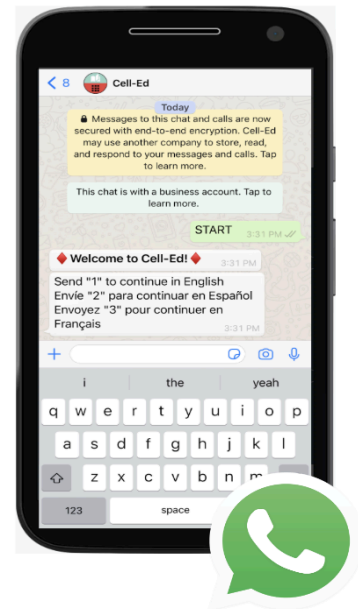 8 Cell-Ed
Today
Messages to this chat and calls are now
secured with end-to-end encryption. Cell-Ed
may use another company to store, read,
and respond to your messages and calls. Tap
to learn more.
This chat is with a business account. Tap to
learn more.
START 3:31 PM
Welcome to Cell-Ed! 3:31 PM
Send "1" to continue in English
Envíe "2" para continuar en Español
Envoyez "3" pour continuer en
Français 3:31 PM
i the yeah
q w e r t y u i o p
a s d f g h j k l
z x c v b n m
123 space